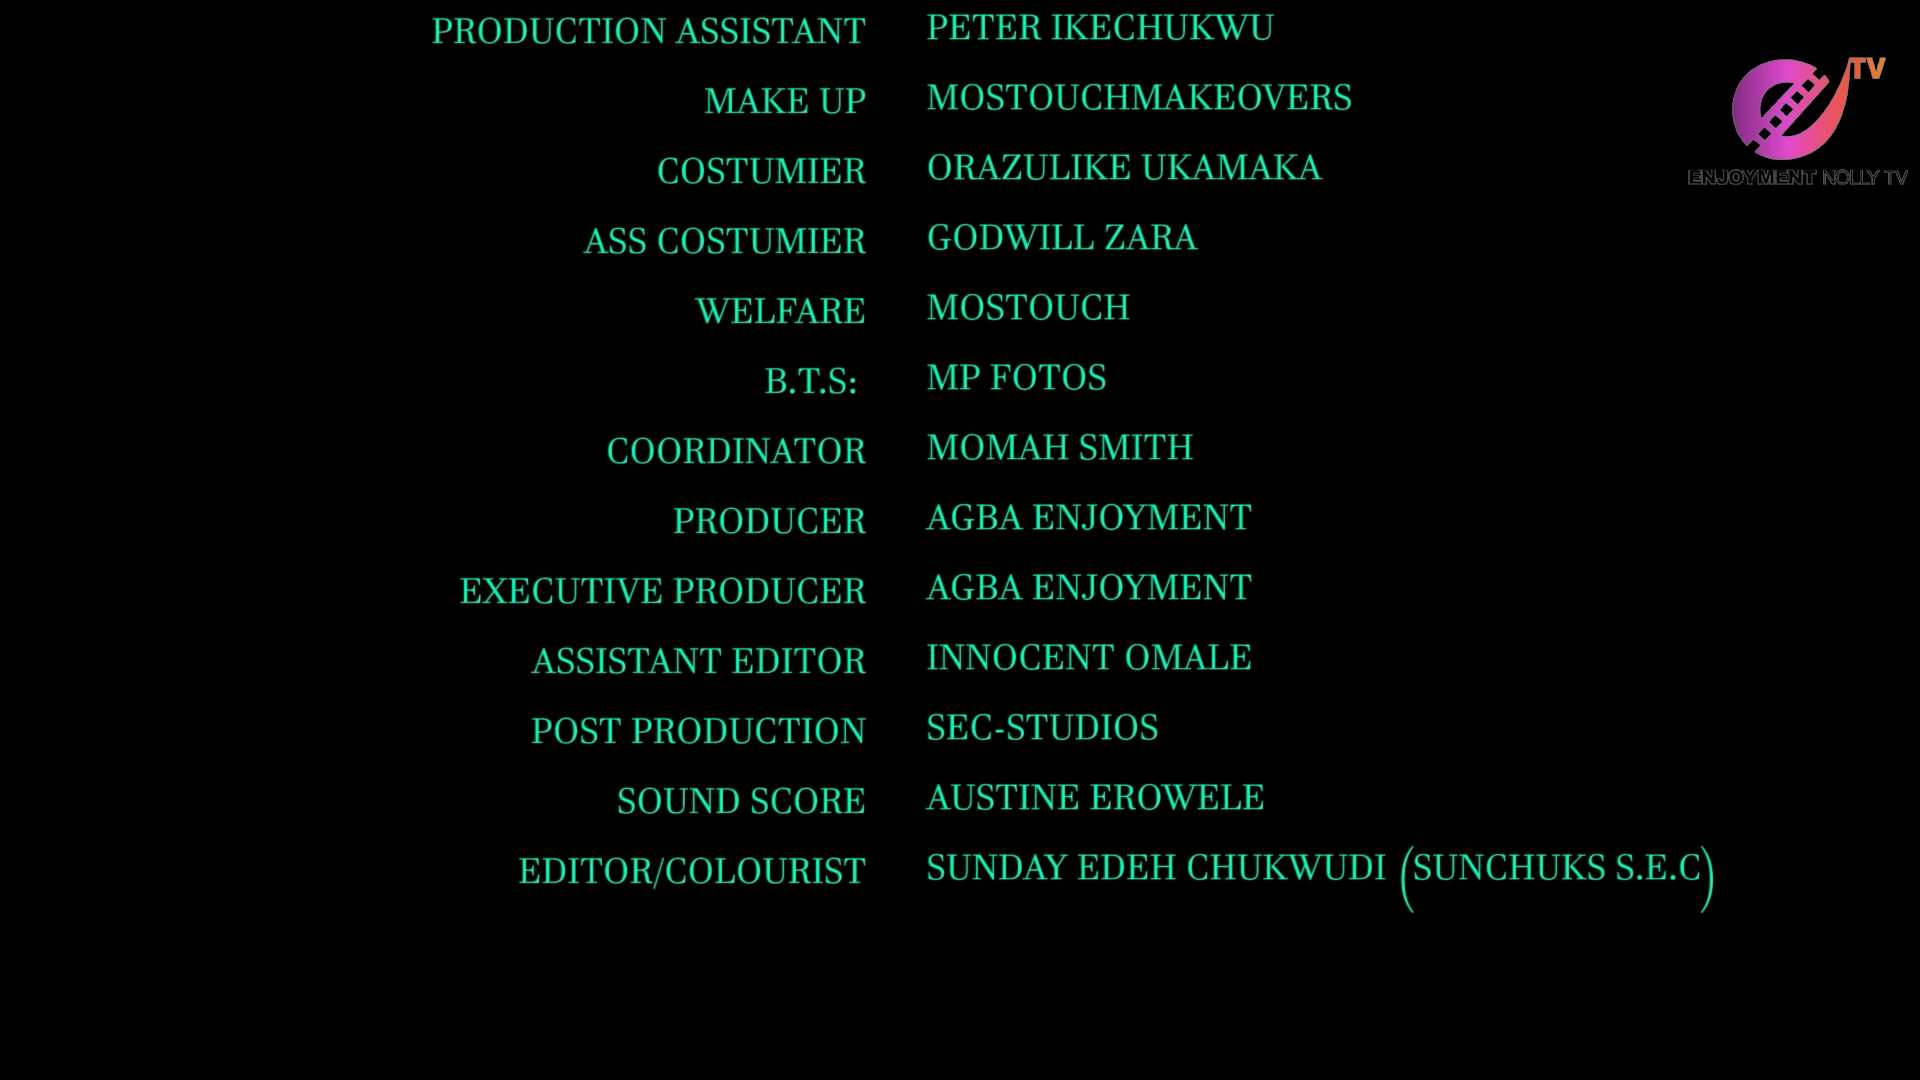 PRODUCTION ASSISTANT PETER IKECHUKWU
TV
MAKE UP MOSTOUCHMAKEOVERS
COSTUMIER ORAZULIKE UKAMAKA
ENJOYMENT NOLLY TV
ASS COSTUMIER GODWILL ZARA
WELFARE MOSTOUCH
B.T.S: MP FOTOS
COORDINATOR MOMAH SMITH
PRODUCER AGBA ENJOYMENT
EXECUTIVE PRODUCER AGBA ENJOYMENT
ASSISTANT EDITOR INNOCENT OMALE
POST PRODUCTION SEC-STUDIOS
SOUND SCORE AUSTINE EROWELE
EDITOR/COLOURIST SUNDAY EDEH CHUKWUDI (SUNCHUKS S.E.C)